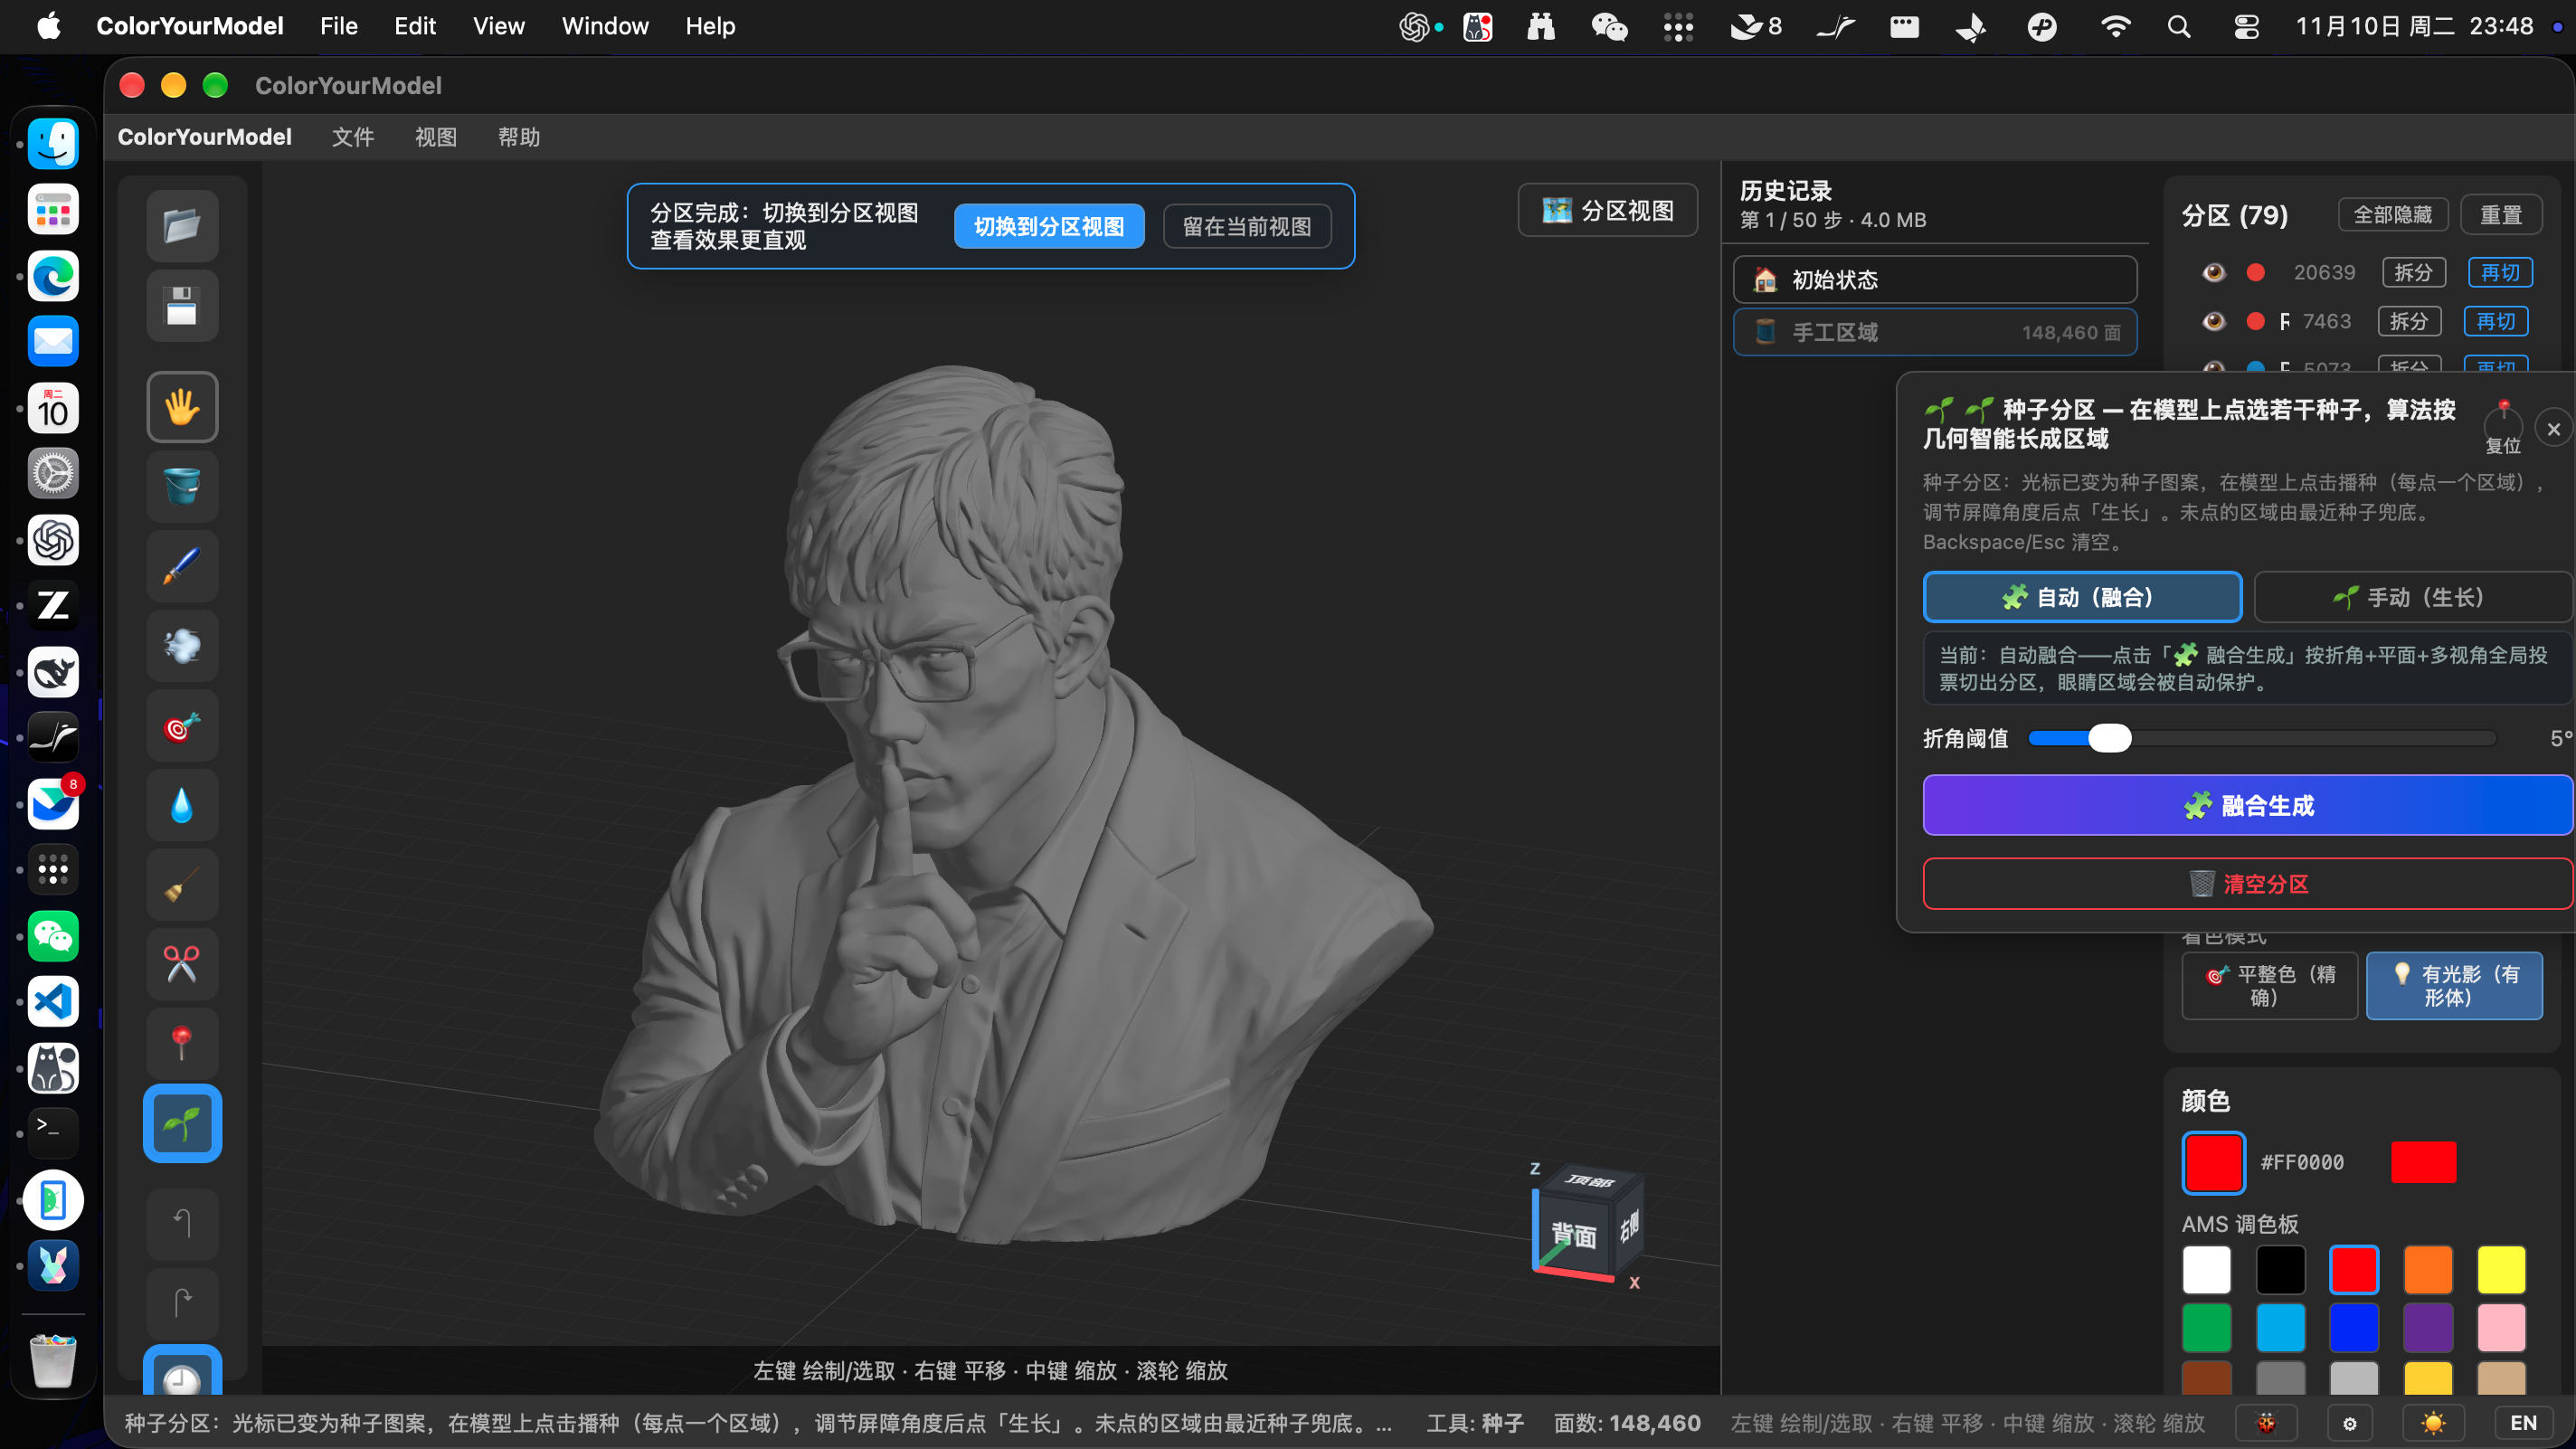 ColorYourModel File Edit View Window Help
8
11月10日 周二 23:48
ColorYourModel
ColorYourModel 文件 视图 帮助
周二
10
8
分区完成：切换到分区视图
查看效果更直观
切换到分区视图
留在当前视图
🗺️ 分区视图
历史记录
第 1 / 50 步 · 4.0 MB
🏠 初始状态
🧵 手工区域 148,460 面
分区 (79) 全部隐藏 重置
20639 拆分 再切
F 7463 拆分 再切
F 5073 拆分 再切
🌱 🌱 种子分区 — 在模型上点选若干种子，算法按
几何智能长成区域
📍
复位
×
种子分区：光标已变为种子图案，在模型上点击播种（每点一个区域），
调节屏障角度后点「生长」。未点的区域由最近种子兜底。
Backspace/Esc 清空。
🧩 自动（融合）
🌱 手动（生长）
当前：自动融合——点击「🧩 融合生成」按折角+平面+多视角全局投
票切出分区，眼睛区域会被自动保护。
折角阈值 5°
🧩 融合生成
🗑️ 清空分区
着色模式
🎯 平整色（精
确）
💡 有光影（有
形体）
颜色
#FF0000
AMS 调色板
Z
顶部
背面
右侧
X
左键 绘制/选取 · 右键 平移 · 中键 缩放 · 滚轮 缩放
种子分区：光标已变为种子图案，在模型上点击播种（每点一个区域），调节屏障角度后点「生长」。未点的区域由最近种子兜底。...
工具: 种子
面数: 148,460
左键 绘制/选取 · 右键 平移 · 中键 缩放 · 滚轮 缩放
EN